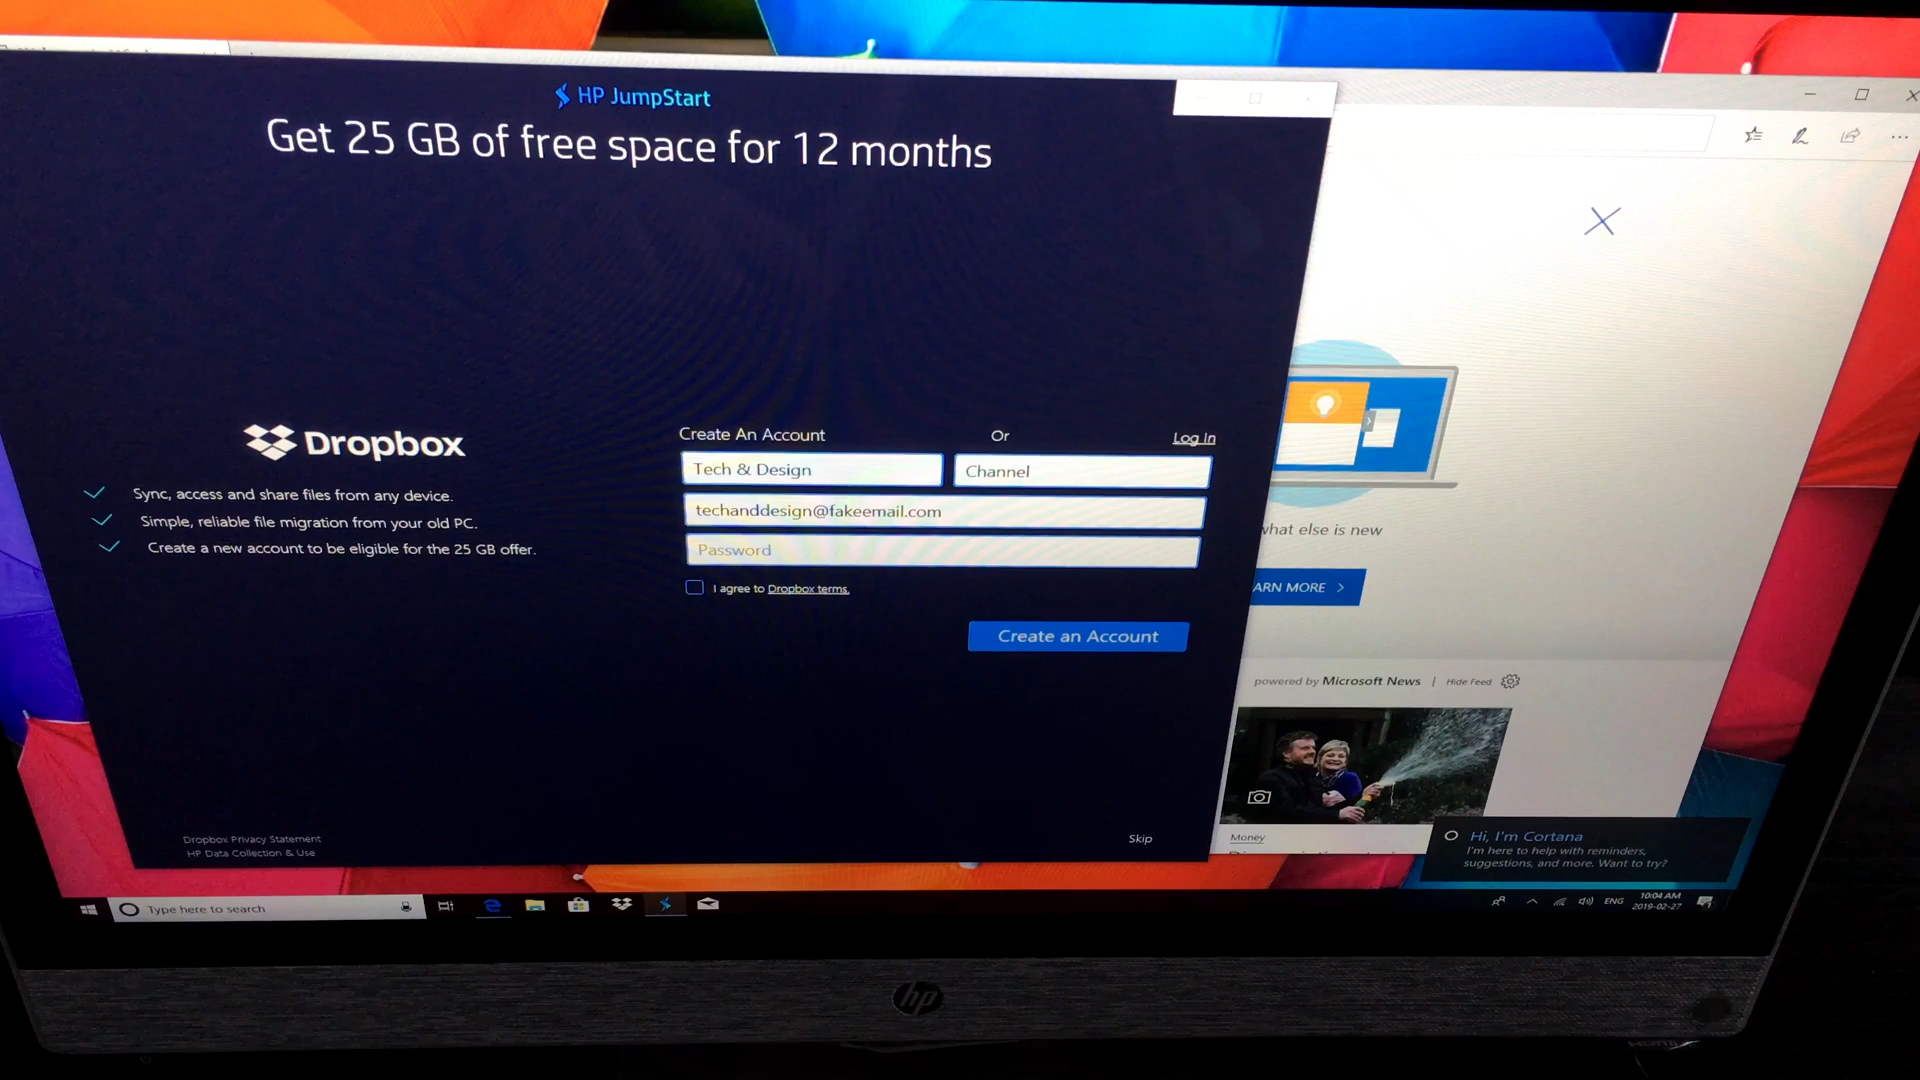 HP JumpStart
Get 25 GB of free space for 12 months
Dropbox
Sync, access and share files from any device.
Simple, reliable file migration from your old PC.
Create a new account to be eligible for the 25 GB offer.
Create An Account
Or
Log In
Tech & Design
Channel
techanddesign@fakeemail.com
Password
I agree to Dropbox terms.
Create an Account
Dropbox Privacy Statement
HP Data Collection & Use
Skip
what else is new
ARN MORE >
powered by Microsoft News | Hide Feed
Money
Hi, I'm Cortana
I'm here to help with reminders,
suggestions, and more. Want to try?
Type here to search
ENG
10:04 AM
2019-02-27
hp